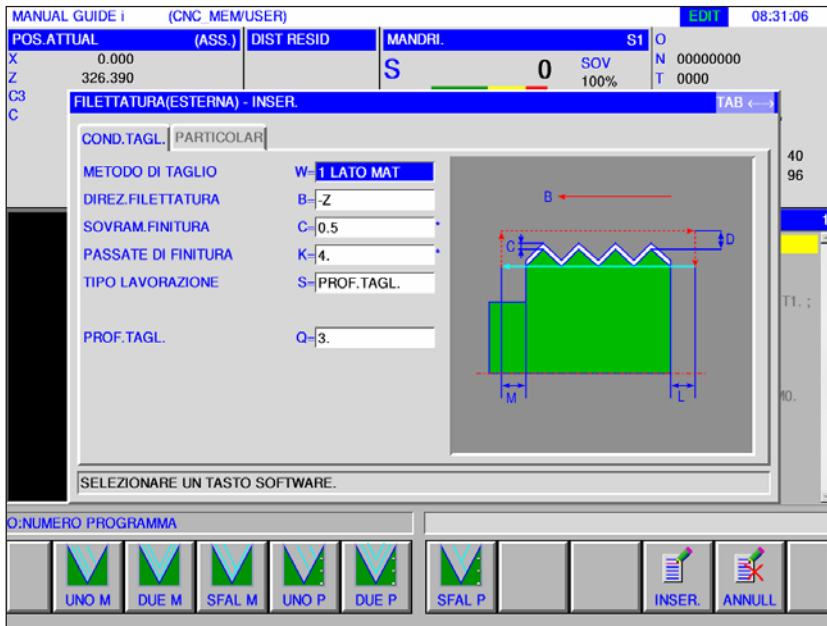 MANUAL GUIDE i (CNC_MEM/USER) EDIT 08:31:06
POS.ATTUAL (ASS.) DIST RESID MANDRI. S1 O
X 0.000 S 0 SOV N 00000000
Z 326.390 100% T 0000
C3
C
FILETTATURA(ESTERNA) - INSER. TAB ←→
COND.TAGL. PARTICOLAR
METODO DI TAGLIO W= 1 LATO MAT
DIREZ.FILETTATURA B= -Z
SOVRAM.FINITURA C= 0.5 *
PASSATE DI FINITURA K= 4. *
TIPO LAVORAZIONE S= PROF.TAGL.
PROF.TAGL. Q= 3.
B
C
D
M
L
40
96
1
T1. ;
M0.
SELEZIONARE UN TASTO SOFTWARE.
O:NUMERO PROGRAMMA
UNO M DUE M SFAL M UNO P DUE P SFAL P INSER. ANNULL